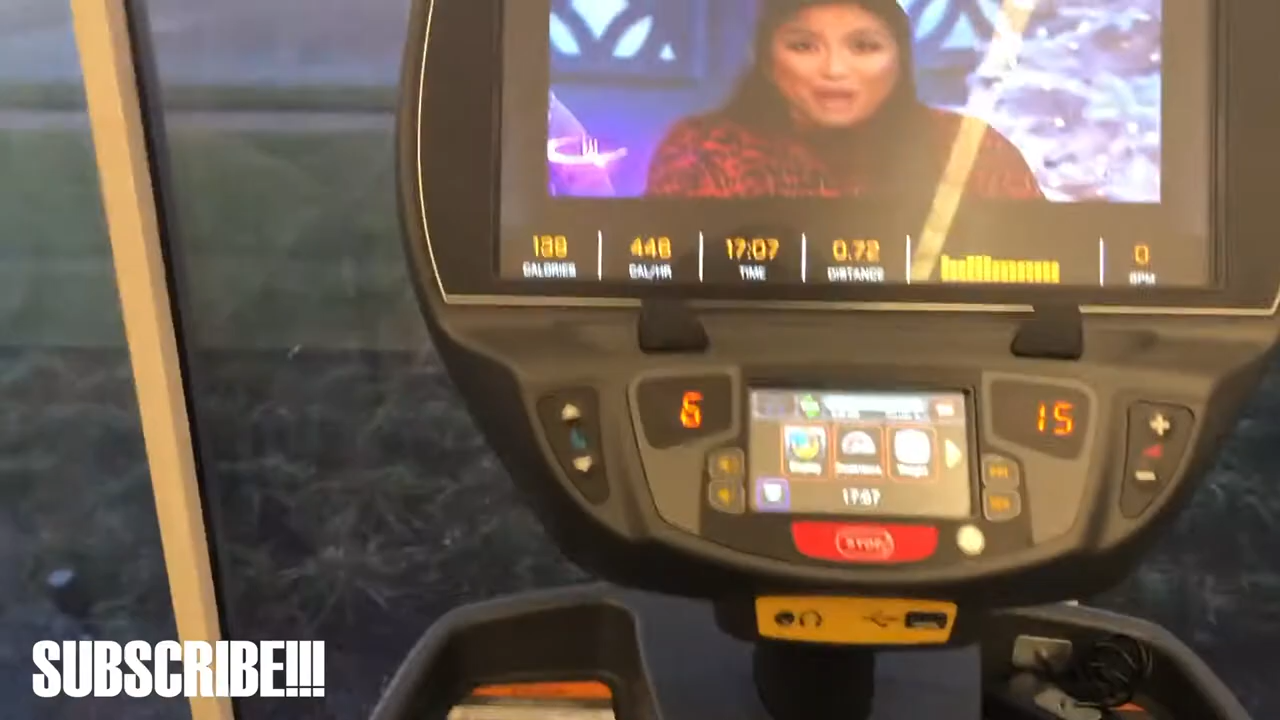 188 448 17:07 0.72 0
CALORIES CAL/HR TIME DISTANCE BPM
6 15
17:07
STOP
SUBSCRIBE!!!